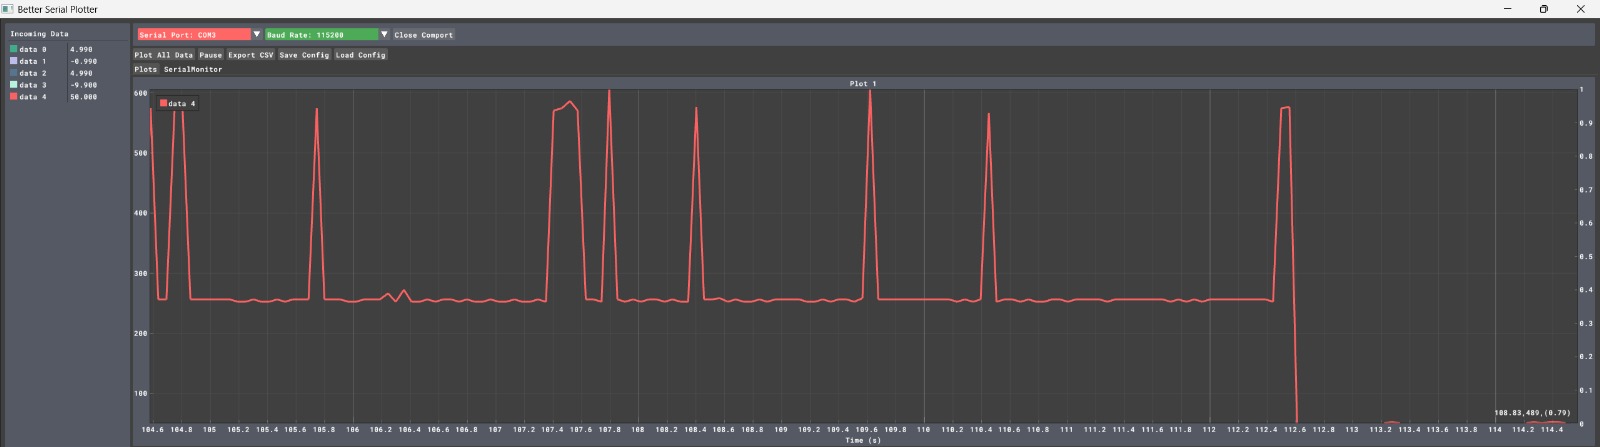 Better Serial Plotter
Incoming Data
data 0 4.990
data 1 -0.990
data 2 4.990
data 3 -9.900
data 4 50.000
Serial Port: COM3 Baud Rate: 115200 Close Comport
Plot All Data Pause Export CSV Save Config Load Config
Plots SerialMonitor
Plot 1
data 4
600
500
400
300
200
100
1
0.9
0.8
0.7
0.6
0.5
0.4
0.3
0.2
0.1
0
108.83,489,(0.79)
104.6 104.8 105 105.2 105.4 105.6 105.8 106 106.2 106.4 106.6 106.8 107 107.2 107.4 107.6 107.8 108 108.2 108.4 108.6 108.8 109 109.2 109.4 109.6 109.8 110 110.2 110.4 110.6 110.8 111 111.2 111.4 111.6 111.8 112 112.2 112.4 112.6 112.8 113 113.2 113.4 113.6 113.8 114 114.2 114.4
Time (s)